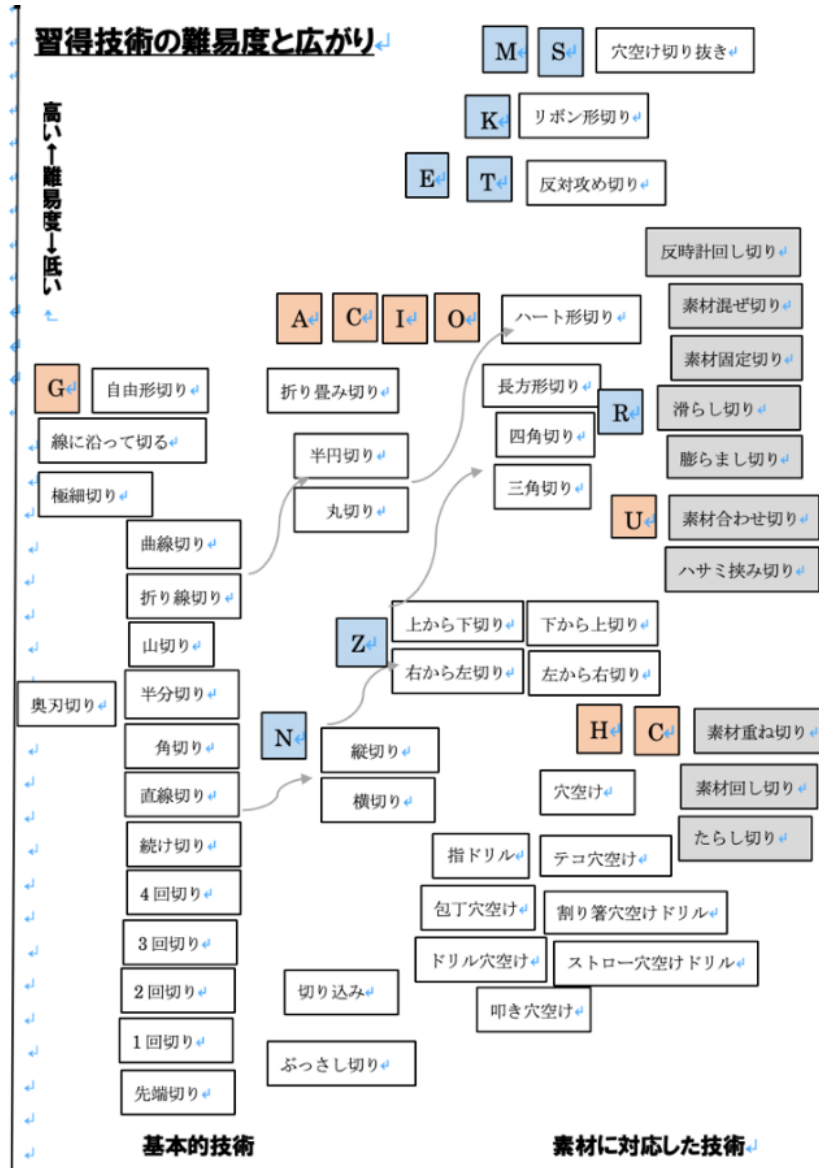 習得技術の難易度と広がり
高い↑難易度↓低い
M S 穴空け切り抜き
K リボン形切り
E T 反対攻め切り
反時計回し切り
A C I O ハート形切り 素材混ぜ切り
素材固定切り
G 自由形切り 折り畳み切り 長方形切り R 滑らし切り
線に沿って切る 半円切り 四角切り 膨らまし切り
極細切り 丸切り 三角切り
U 素材合わせ切り
曲線切り ハサミ挟み切り
折り線切り
山切り Z 上から下切り 下から上切り
右から左切り 左から右切り
奥刃切り 半分切り
角切り N 縦切り H C 素材重ね切り
直線切り 横切り 穴空け 素材回し切り
続け切り 指ドリル テコ穴空け たらし切り
4回切り 包丁穴空け 割り箸穴空けドリル
3回切り ドリル穴空け ストロー穴空けドリル
2回切り 切り込み 叩き穴空け
1回切り ぶっさし切り
先端切り
基本的技術 素材に対応した技術